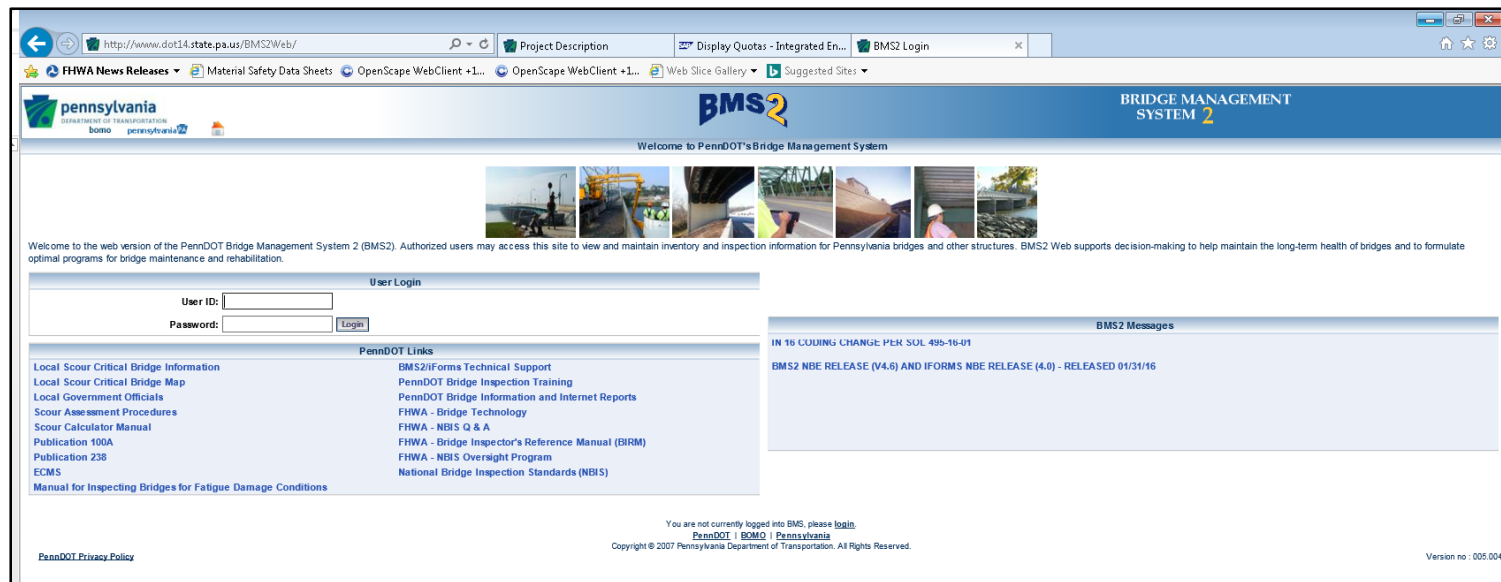 http://www.dot14.state.pa.us/BMS2Web/
Project Description
Display Quotas - Integrated En...
BMS2 Login
FHWA News Releases
Material Safety Data Sheets
OpenScape WebClient +1...
OpenScape WebClient +1...
Web Slice Gallery
Suggested Sites
pennsylvania
DEPARTMENT OF TRANSPORTATION
bomo pennsylvania PA
BMS2
BRIDGE MANAGEMENT
SYSTEM 2
Welcome to PennDOT's Bridge Management System
Welcome to the web version of the PennDOT Bridge Management System 2 (BMS2). Authorized users may access this site to view and maintain inventory and inspection information for Pennsylvania bridges and other structures. BMS2 Web supports decision-making to help maintain the long-term health of bridges and to formulate
optimal programs for bridge maintenance and rehabilitation.
User Login
User ID:
Password:
Login
PennDOT Links
Local Scour Critical Bridge Information
Local Scour Critical Bridge Map
Local Government Officials
Scour Assessment Procedures
Scour Calculator Manual
Publication 100A
Publication 238
ECMS
Manual for Inspecting Bridges for Fatigue Damage Conditions
BMS2/iForms Technical Support
PennDOT Bridge Inspection Training
PennDOT Bridge Information and Internet Reports
FHWA - Bridge Technology
FHWA - NBIS Q & A
FHWA - Bridge Inspector's Reference Manual (BIRM)
FHWA - NBIS Oversight Program
National Bridge Inspection Standards (NBIS)
BMS2 Messages
IN 16 CODING CHANGE PER SOL 495-16-01
BMS2 NBE RELEASE (V4.6) AND IFORMS NBE RELEASE (4.0) - RELEASED 01/31/16
You are not currently logged into BMS, please login.
PennDOT | BOMO | Pennsylvania
Copyright © 2007 Pennsylvania Department of Transportation. All Rights Reserved.
PennDOT Privacy Policy
Version no : 005.004